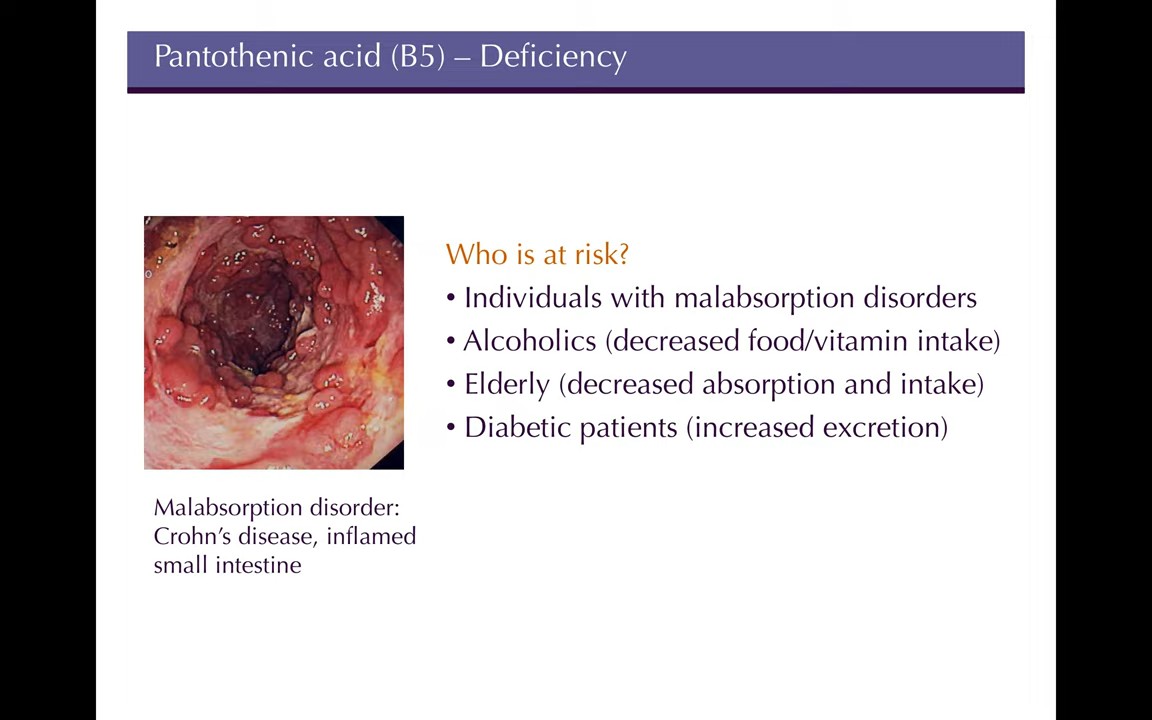 Pantothenic acid (B5) – Deficiency
Who is at risk?
• Individuals with malabsorption disorders
• Alcoholics (decreased food/vitamin intake)
• Elderly (decreased absorption and intake)
• Diabetic patients (increased excretion)
Malabsorption disorder:
Crohn’s disease, inflamed
small intestine